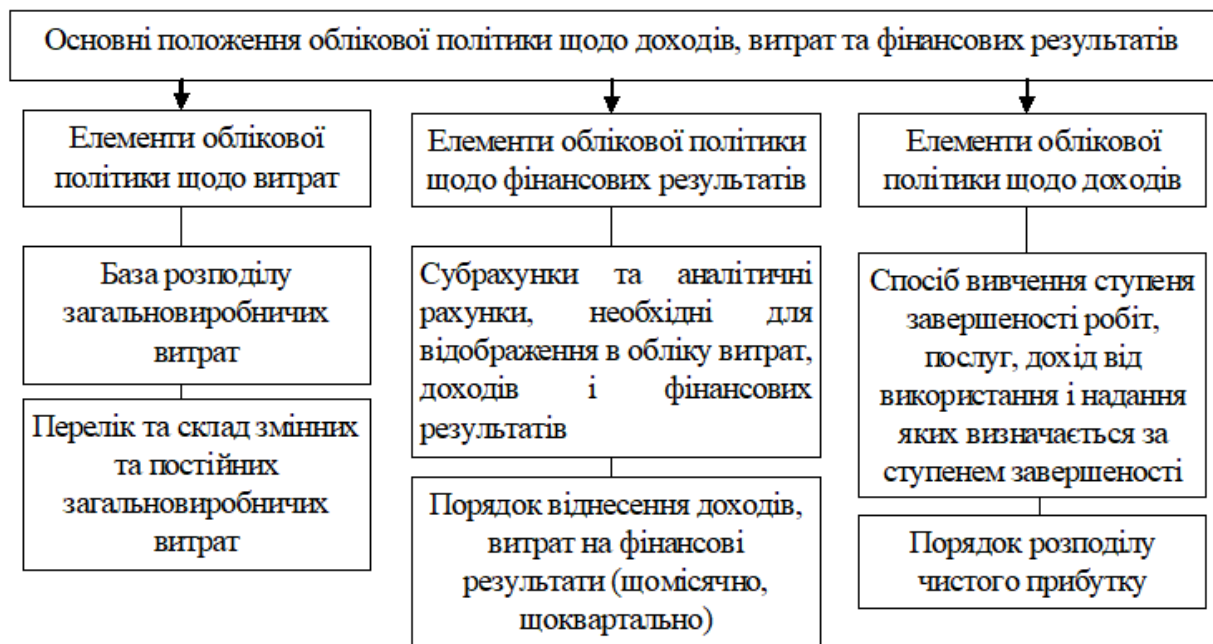 Основні положення облікової політики щодо доходів, витрат та фінансових результатів
Елементи облікової
політики щодо витрат
База розподілу
загальновиробничих
витрат
Перелік та склад змінних
та постійних
загальновиробничих
витрат
Елементи облікової політики
щодо фінансових результатів
Субрахунки та аналітичні
рахунки, необхідні для
відображення в обліку витрат,
доходів і фінансових
результатів
Порядок віднесення доходів,
витрат на фінансові
результати (щомісячно,
щоквартально)
Елементи облікової
політики щодо доходів
Спосіб вивчення ступеня
завершеності робіт,
послуг, дохід від
використання і надання
яких визначається за
ступенем завершеності
Порядок розподілу
чистого прибутку